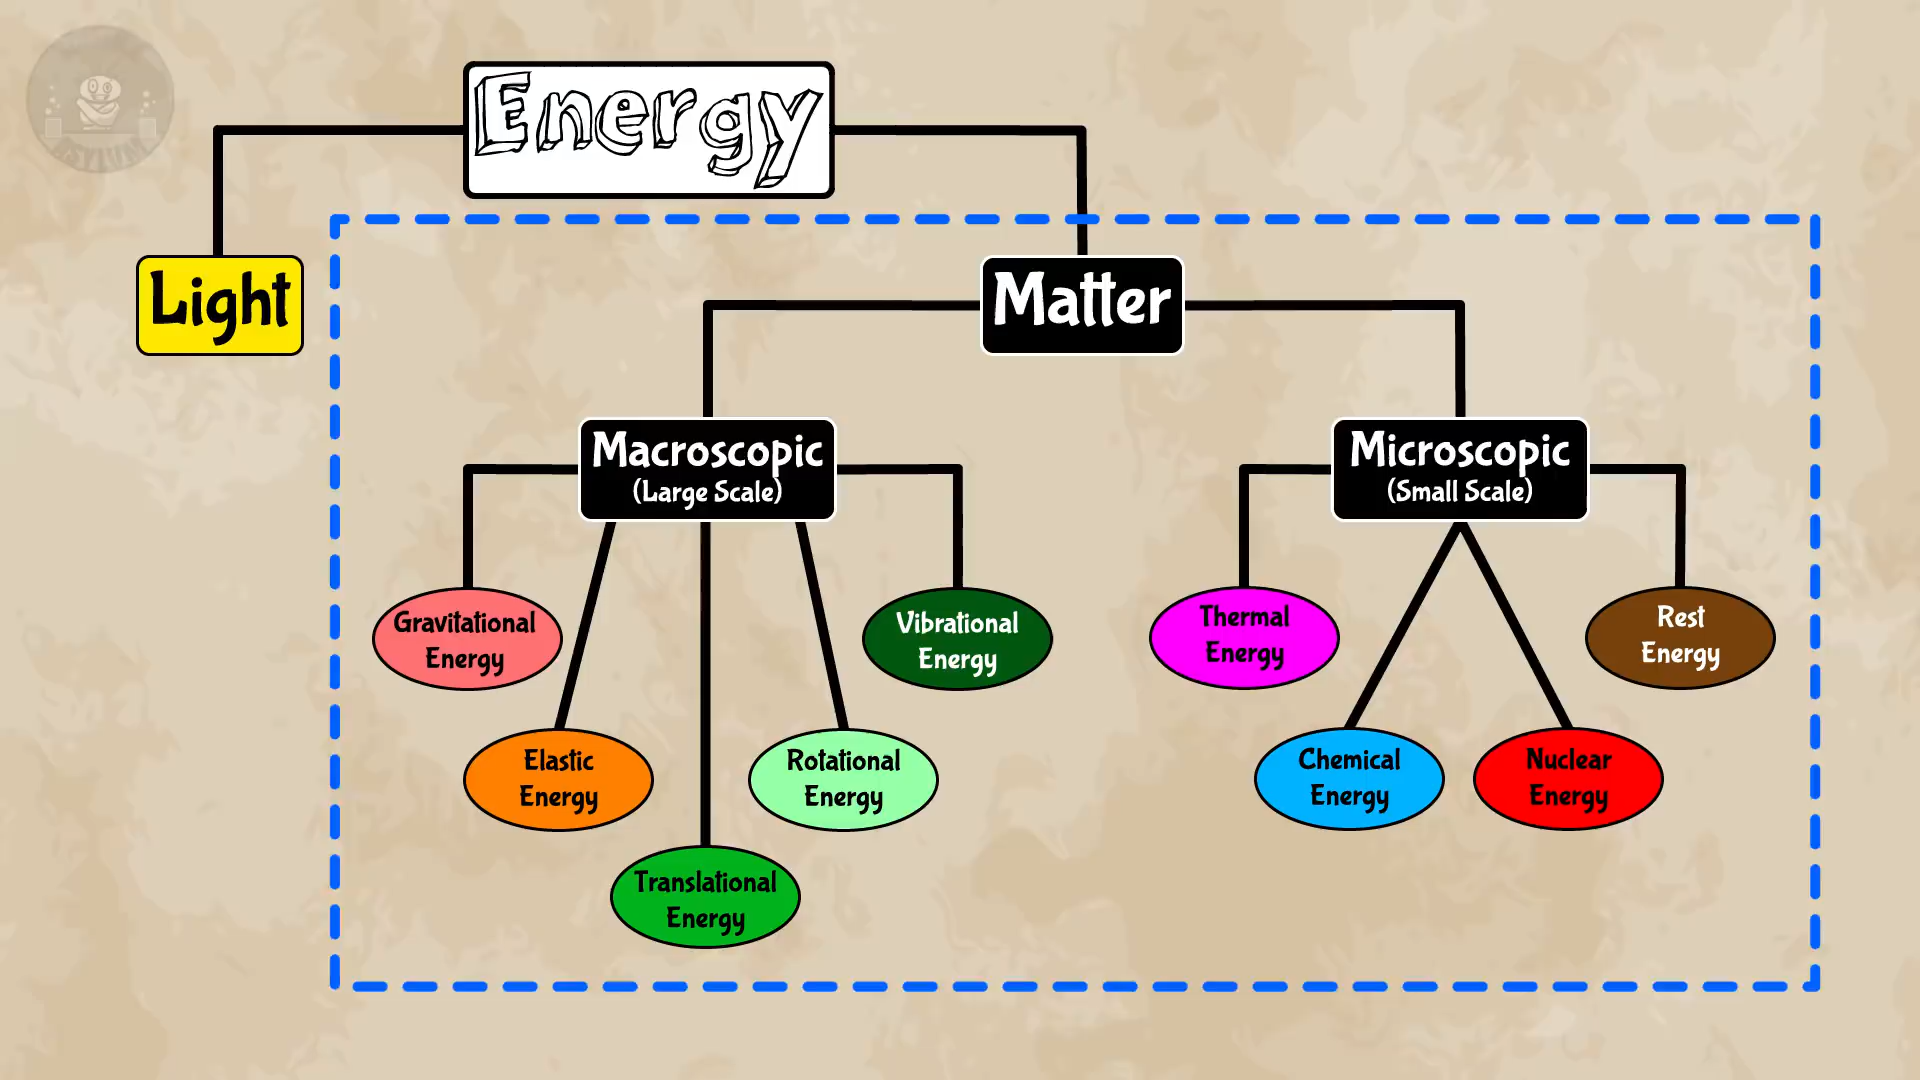 Energy
Light
Matter
Macroscopic
(Large Scale)
Microscopic
(Small Scale)
Gravitational
Energy
Vibrational
Energy
Thermal
Energy
Rest
Energy
Elastic
Energy
Rotational
Energy
Chemical
Energy
Nuclear
Energy
Translational
Energy
ASYLUM